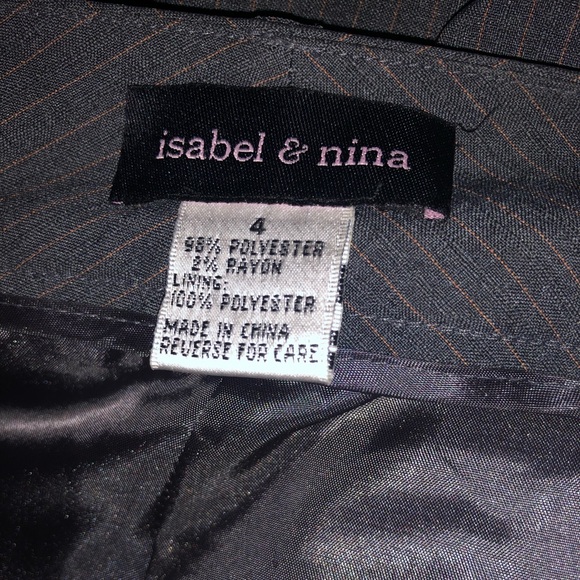 isabel & nina
4
98% POLYESTER
2% RAYON
LINING:
100% POLYESTER
MADE IN CHINA
REVERSE FOR CARE